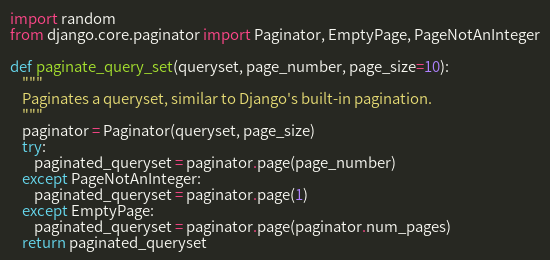 import random
from django.core.paginator import Paginator, EmptyPage, PageNotAnInteger

def paginate_query_set(queryset, page_number, page_size=10):
    """
    Paginates a queryset, similar to Django's built-in pagination.
    """
    paginator = Paginator(queryset, page_size)
    try:
        paginated_queryset = paginator.page(page_number)
    except PageNotAnInteger:
        paginated_queryset = paginator.page(1)
    except EmptyPage:
        paginated_queryset = paginator.page(paginator.num_pages)
    return paginated_queryset